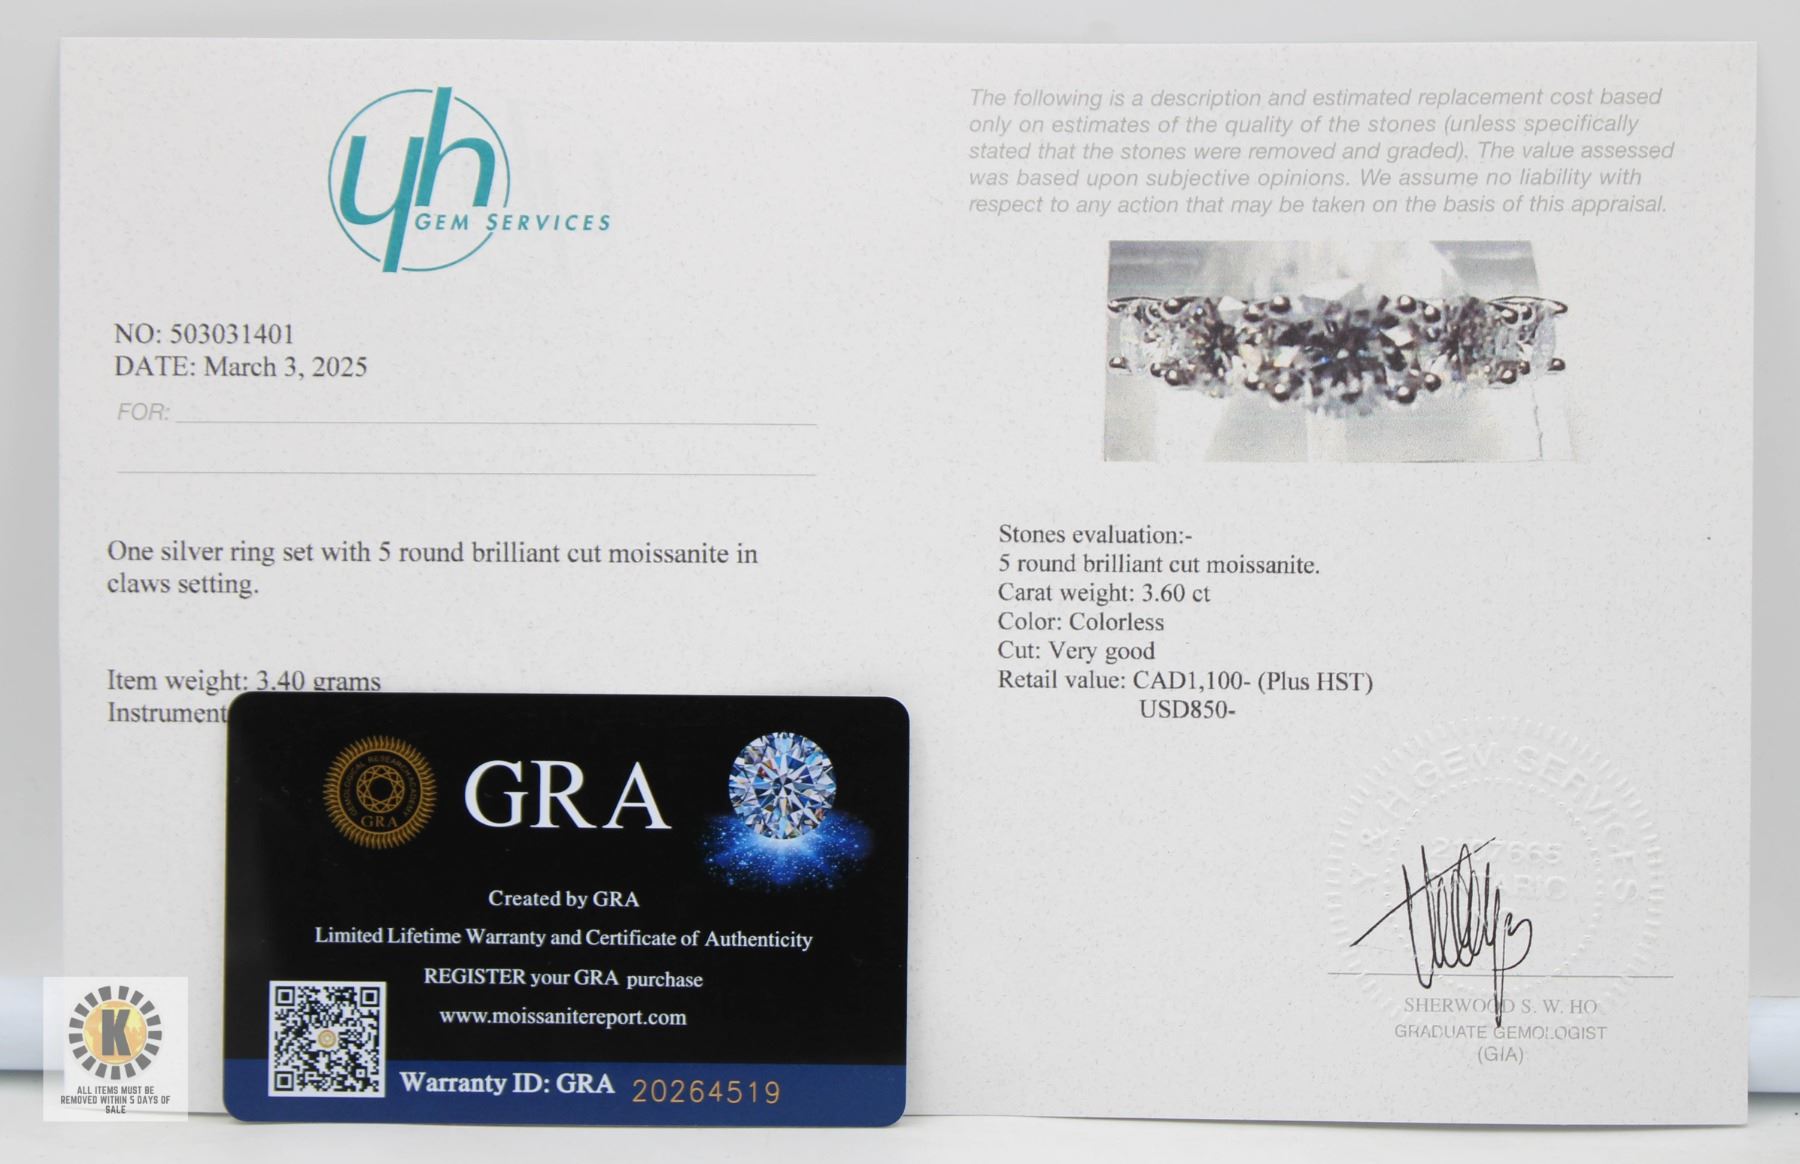 yh
GEM SERVICES
NO: 503031401
DATE: March 3, 2025
FOR:
One silver ring set with 5 round brilliant cut moissanite in
claws setting.
Item weight: 3.40 grams
Instrument
The following is a description and estimated replacement cost based
only on estimates of the quality of the stones (unless specifically
stated that the stones were removed and graded). The value assessed
was based upon subjective opinions. We assume no liability with
respect to any action that may be taken on the basis of this appraisal.
Stones evaluation:-
5 round brilliant cut moissanite.
Carat weight: 3.60 ct
Color: Colorless
Cut: Very good
Retail value: CAD1,100- (Plus HST)
USD850-
Y & H GEM SERVICES
SHERWOOD S. W. HO
GRADUATE GEMOLOGIST
(GIA)
GEMOLOGICAL RESEARCH ACADEMY
GRA
GRA
Created by GRA
Limited Lifetime Warranty and Certificate of Authenticity
REGISTER your GRA purchase
www.moissanitereport.com
Warranty ID: GRA 20264519
K
ALL ITEMS MUST BE
REMOVED WITHIN 5 DAYS OF
SALE